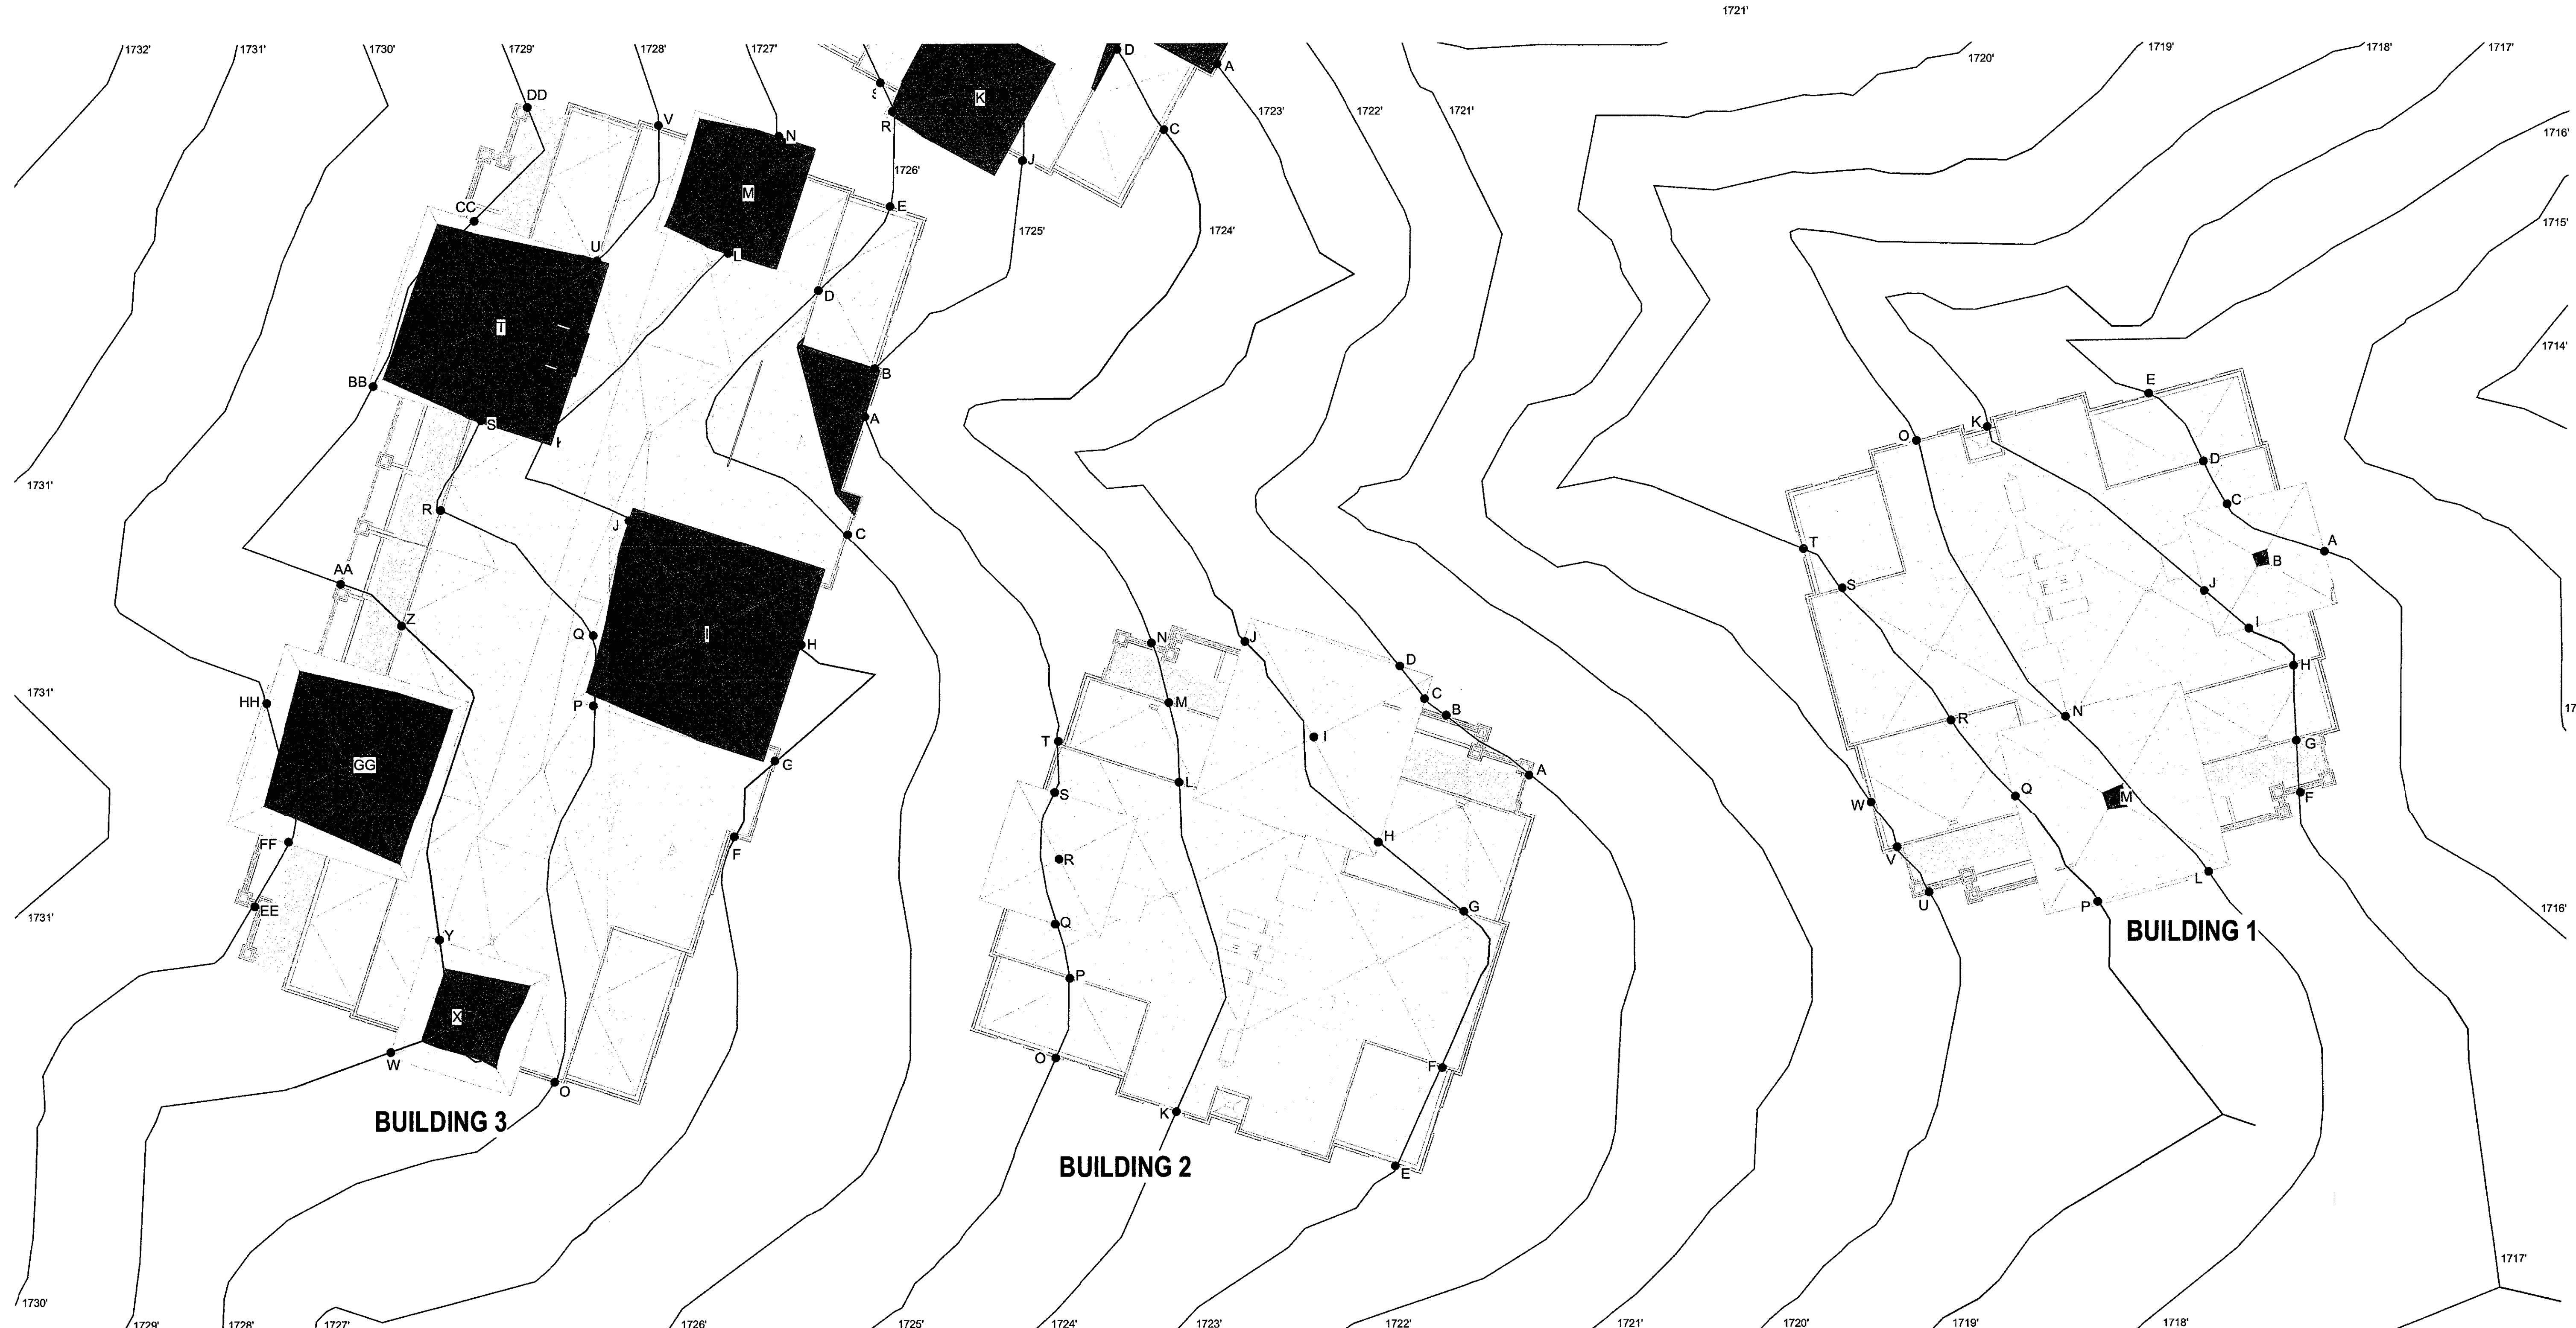 1721'
1732'
1731'
1730'
1729'
1728'
1727'
1719'
1718'
1717'
D
1720'
A
K
DD
1723'
1722'
1721'
S
V
R
N
C
1716'
J
1726'
M
CC
E
1725'
1724'
1715'
U
L
D
T
1714'
BB
B
E
A
S
K
O
D
1731'
C
R
J
C
T
A
B
AA
S
J
Z
I
Q
I
H
N
J
D
H
1731'
HH
P
M
C
B
R
N
17
T
I
G
GG
G
L
A
S
Q
M
F
W
FF
F
H
V
R
L
EE
G
U
P
1716'
Q
BUILDING 1
Y
P
X
O
F
W
O
K
BUILDING 3
BUILDING 2
E
1717'
1731'
1730'
1729'
1728'
1727'
1726'
1725'
1724'
1723'
1722'
1721'
1720'
1719'
1718'